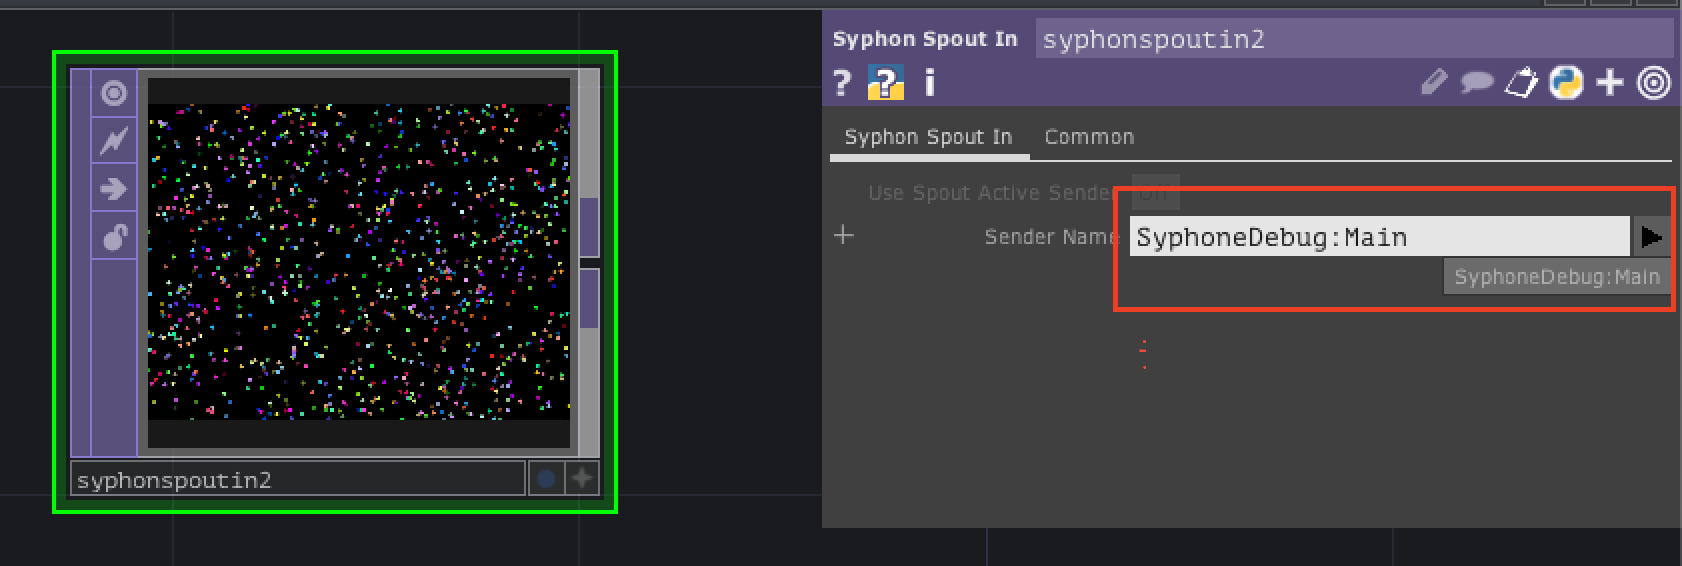 Syphon Spout In
syphonspoutin2
? ? i
Syphon Spout In
Common
Use Spout Active Sender
Off
Sender Name
SyphoneDebug:Main
SyphoneDebug:Main
syphonspoutin2